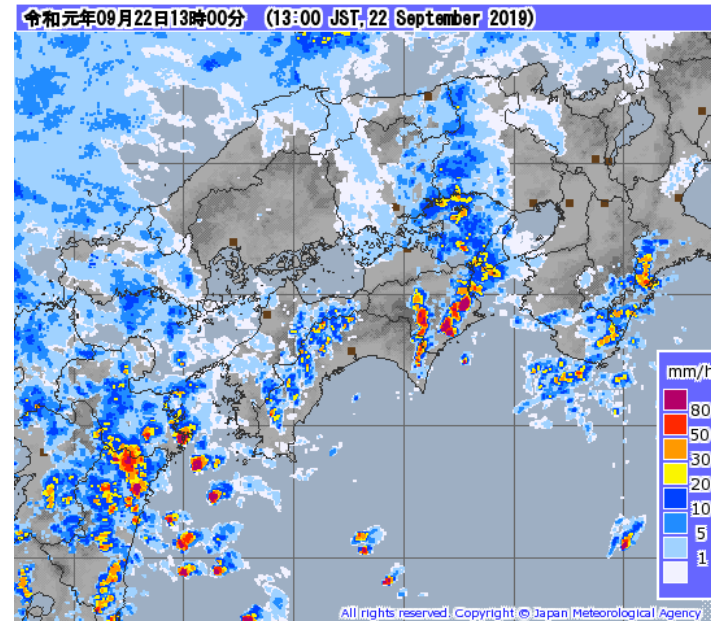 令和元年09月22日13時00分 (13:00 JST, 22 September 2019)
mm/h
80
50
30
20
10
5
1
All rights reserved. Copyright © Japan Meteorological Agency